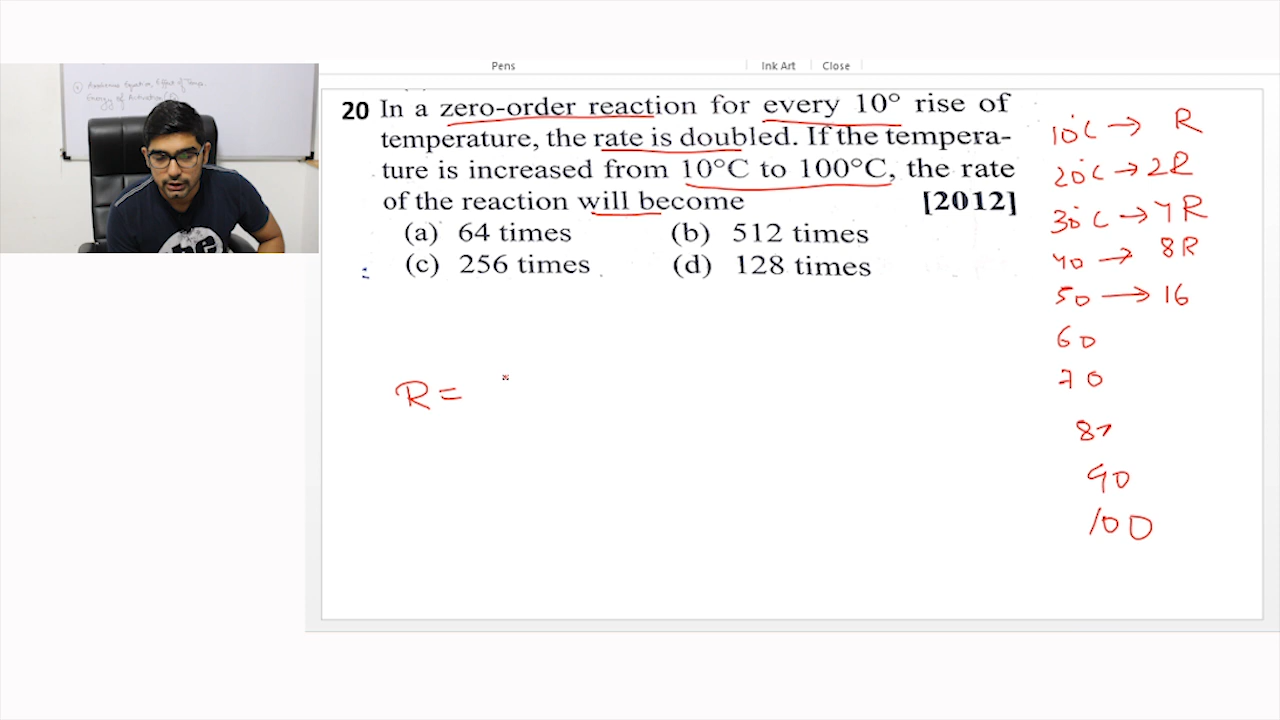 Pens Ink Art Close
Energy of Activation
20 In a zero-order reaction for every 10° rise of
temperature, the rate is doubled. If the tempera-
ture is increased from 10°C to 100°C, the rate
of the reaction will become [2012]
(a) 64 times (b) 512 times
(c) 256 times (d) 128 times
R =
10°C → R
20°C → 2R
30°C → 4R
40 → 8R
50 → 16
60
70
80
90
100